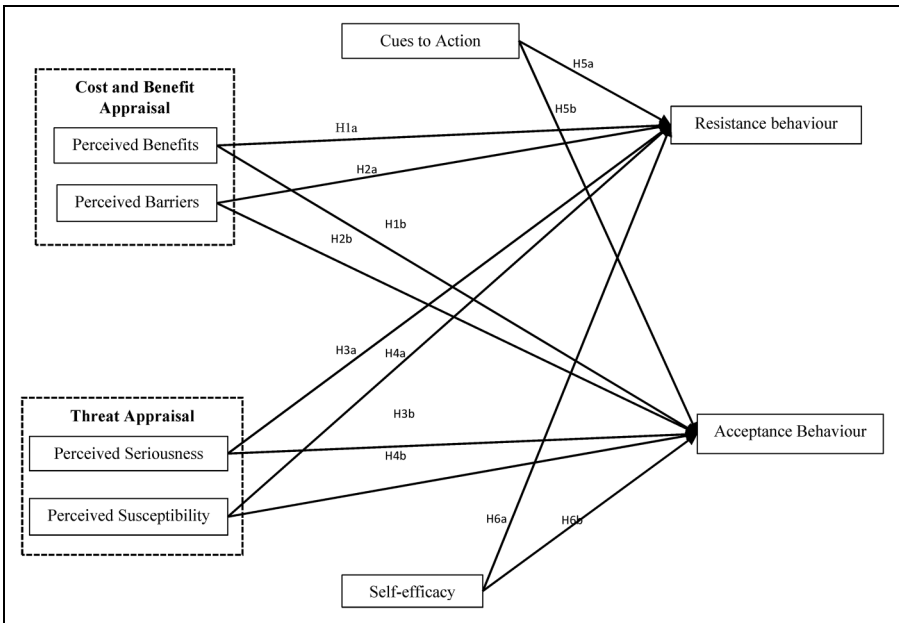 Cues to Action
H5a
Cost and Benefit
Appraisal
H5b
Perceived Benefits
H1a
Resistance behaviour
H2a
Perceived Barriers
H1b
H2b
H3a
H4a
Threat Appraisal
H3b
Perceived Seriousness
H4b
Acceptance Behaviour
Perceived Susceptibility
H6a
H6b
Self-efficacy